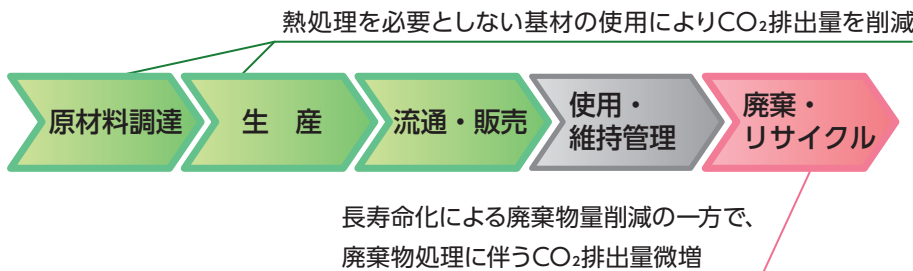 熱処理を必要としない基材の使用によりCO₂排出量を削減
原材料調達
生　産
流通・販売
使用・
維持管理
廃棄・
リサイクル
長寿命化による廃棄物量削減の一方で、
廃棄物処理に伴うCO₂排出量微増